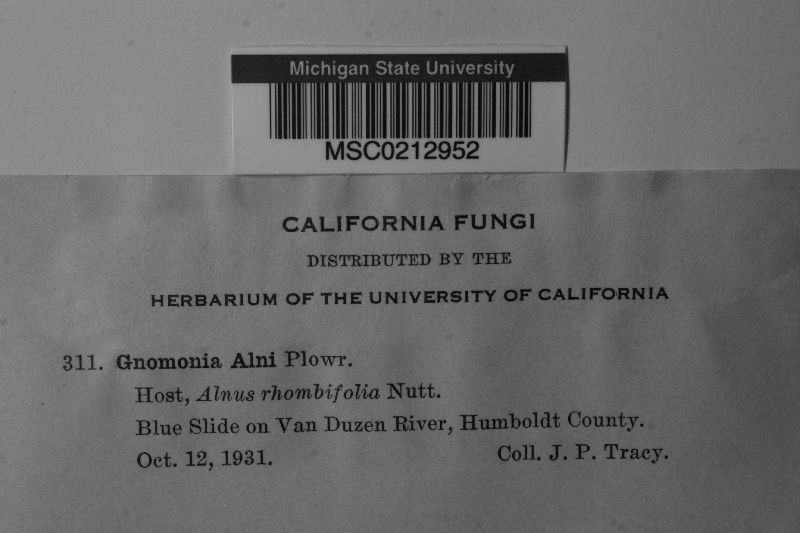 Michigan State University
MSC0212952
CALIFORNIA FUNGI
DISTRIBUTED BY THE
HERBARIUM OF THE UNIVERSITY OF CALIFORNIA
311. Gnomonia Alni Plowr.
Host, Alnus rhombifolia Nutt.
Blue Slide on Van Duzen River, Humboldt County.
Oct. 12, 1931. Coll. J. P. Tracy.